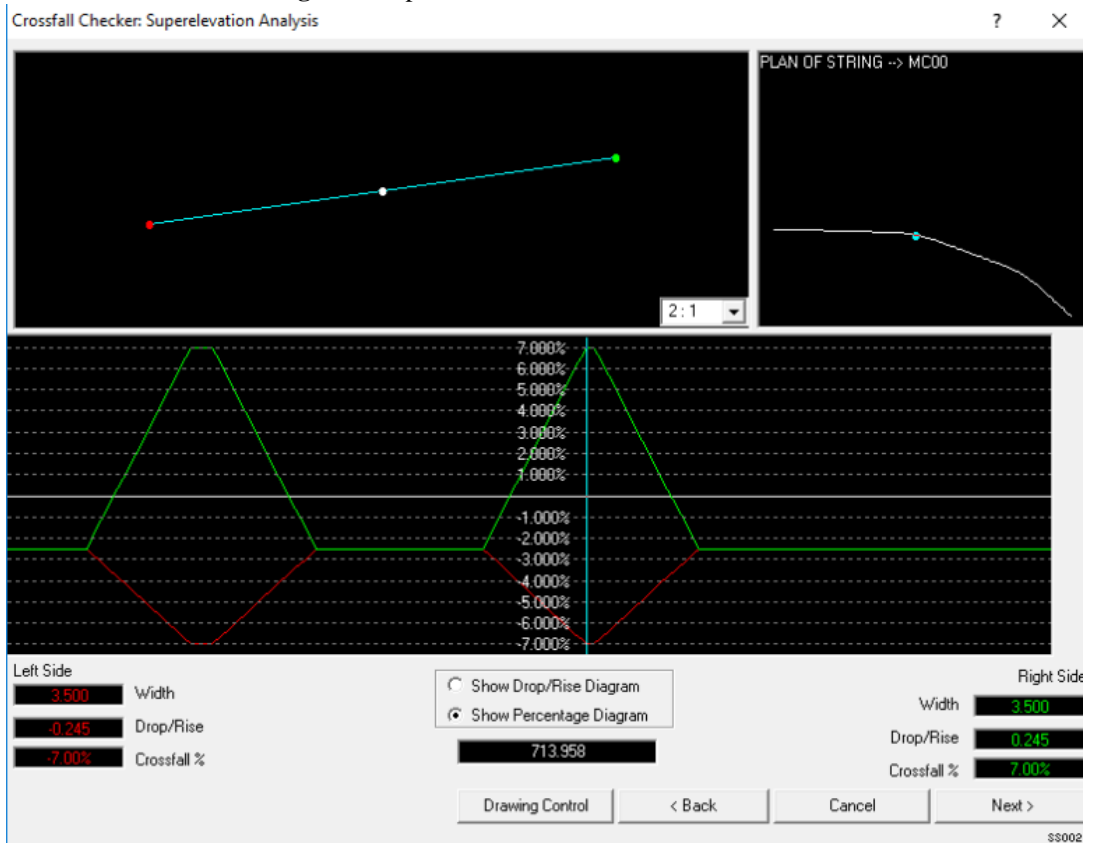 Crossfall Checker: Superelevation Analysis ? ×
PLAN OF STRING --> MC00
2 : 1
7.000%
6.000%
5.000%
4.000%
3.000%
2.000%
1.000%
-1.000%
-2.000%
-3.000%
-4.000%
-5.000%
-6.000%
-7.000%
Left Side
3.500 Width
-0.245 Drop/Rise
-7.00% Crossfall %
Show Drop/Rise Diagram
Show Percentage Diagram
713.958
Right Side
Width 3.500
Drop/Rise 0.245
Crossfall % 7.00%
Drawing Control < Back Cancel Next >
SS002